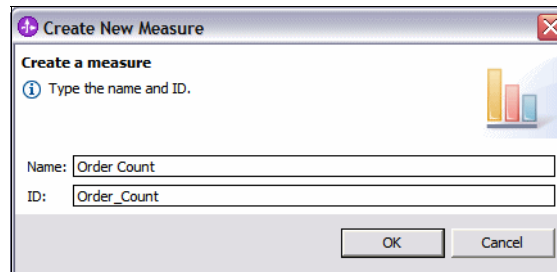 Create New Measure
Create a measure
Type the name and ID.
Name: Order Count
ID: Order_Count
OK Cancel